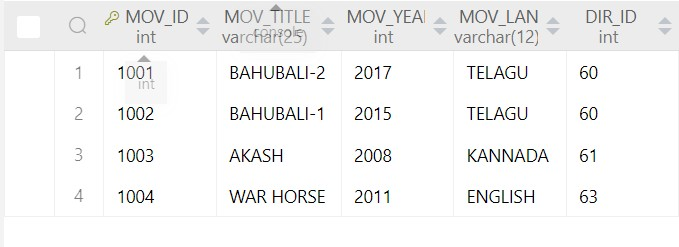 MOV_ID MOV_TITLE MOV_YEAI MOV_LAN DIR_ID
int varchar(25) int varchar(12) int
console
1 1001 BAHUBALI-2 2017 TELAGU 60
int
2 1002 BAHUBALI-1 2015 TELAGU 60
3 1003 AKASH 2008 KANNADA 61
4 1004 WAR HORSE 2011 ENGLISH 63